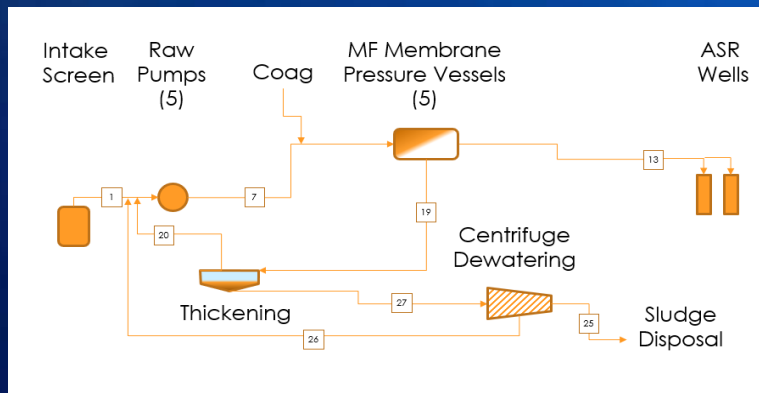 Intake
Screen
Raw
Pumps
(5)
Coag
MF Membrane
Pressure Vessels
(5)
ASR
Wells
1
7
13
19
20
Centrifuge
Dewatering
Thickening
27
25
26
Sludge
Disposal